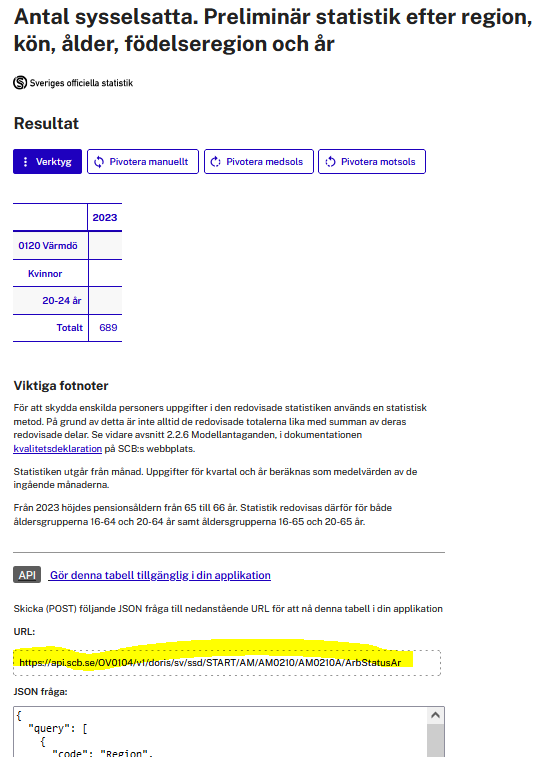 Antal sysselsatta. Preliminär statistik efter region,
kön, ålder, födelseregion och år
Sveriges officiella statistik
Resultat
Verktyg
Pivotera manuellt
Pivotera medsols
Pivotera motsols
2023
0120 Värmdö
Kvinnor
20-24 år
Totalt 689
Viktiga fotnoter
För att skydda enskilda personers uppgifter i den redovisade statistiken används en statistisk
metod. På grund av detta är inte alltid de redovisade totalerna lika med summan av deras
redovisade delar. Se vidare avsnitt 2.2.6 Modellantaganden, i dokumentationen
kvalitetsdeklaration på SCB:s webbplats.
Statistiken utgår från månad. Uppgifter för kvartal och år beräknas som medelvärden av de
ingående månaderna.
Från 2023 höjdes pensionsåldern från 65 till 66 år. Statistik redovisas därför för både
åldersgrupperna 16-64 och 20-64 år samt åldersgrupperna 16-65 och 20-65 år.
API Gör denna tabell tillgänglig i din applikation
Skicka (POST) följande JSON fråga till nedanstående URL för att nå denna tabell i din applikation
URL:
https://api.scb.se/OV0104/v1/doris/sv/ssd/START/AM/AM0210/AM0210A/ArbStatusAr
JSON fråga:
{
"query": [
{
"code": "Region",